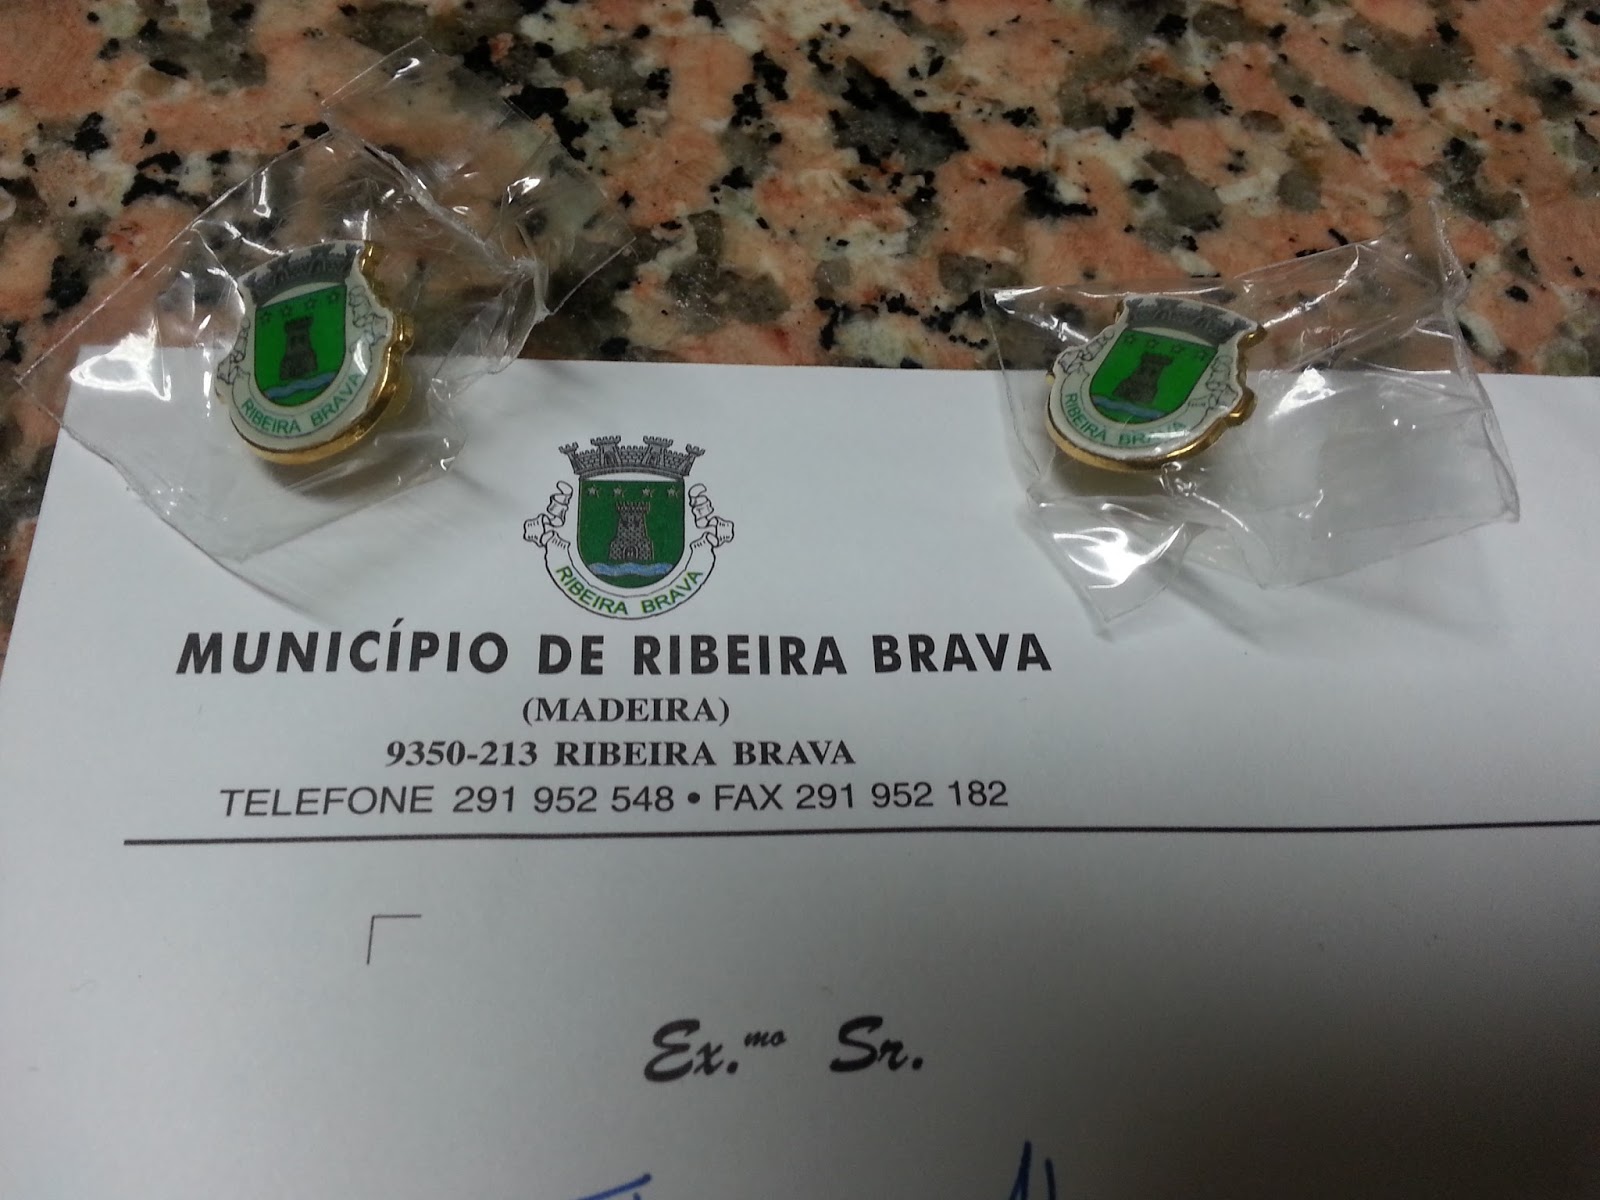 RIBEIRA BRAVA
RIBEIRA BRAVA
RIBEIRA BRAVA
MUNICÍPIO DE RIBEIRA BRAVA
(MADEIRA)
9350-213 RIBEIRA BRAVA
TELEFONE 291 952 548 • FAX 291 952 182
Ex.mo Sr.